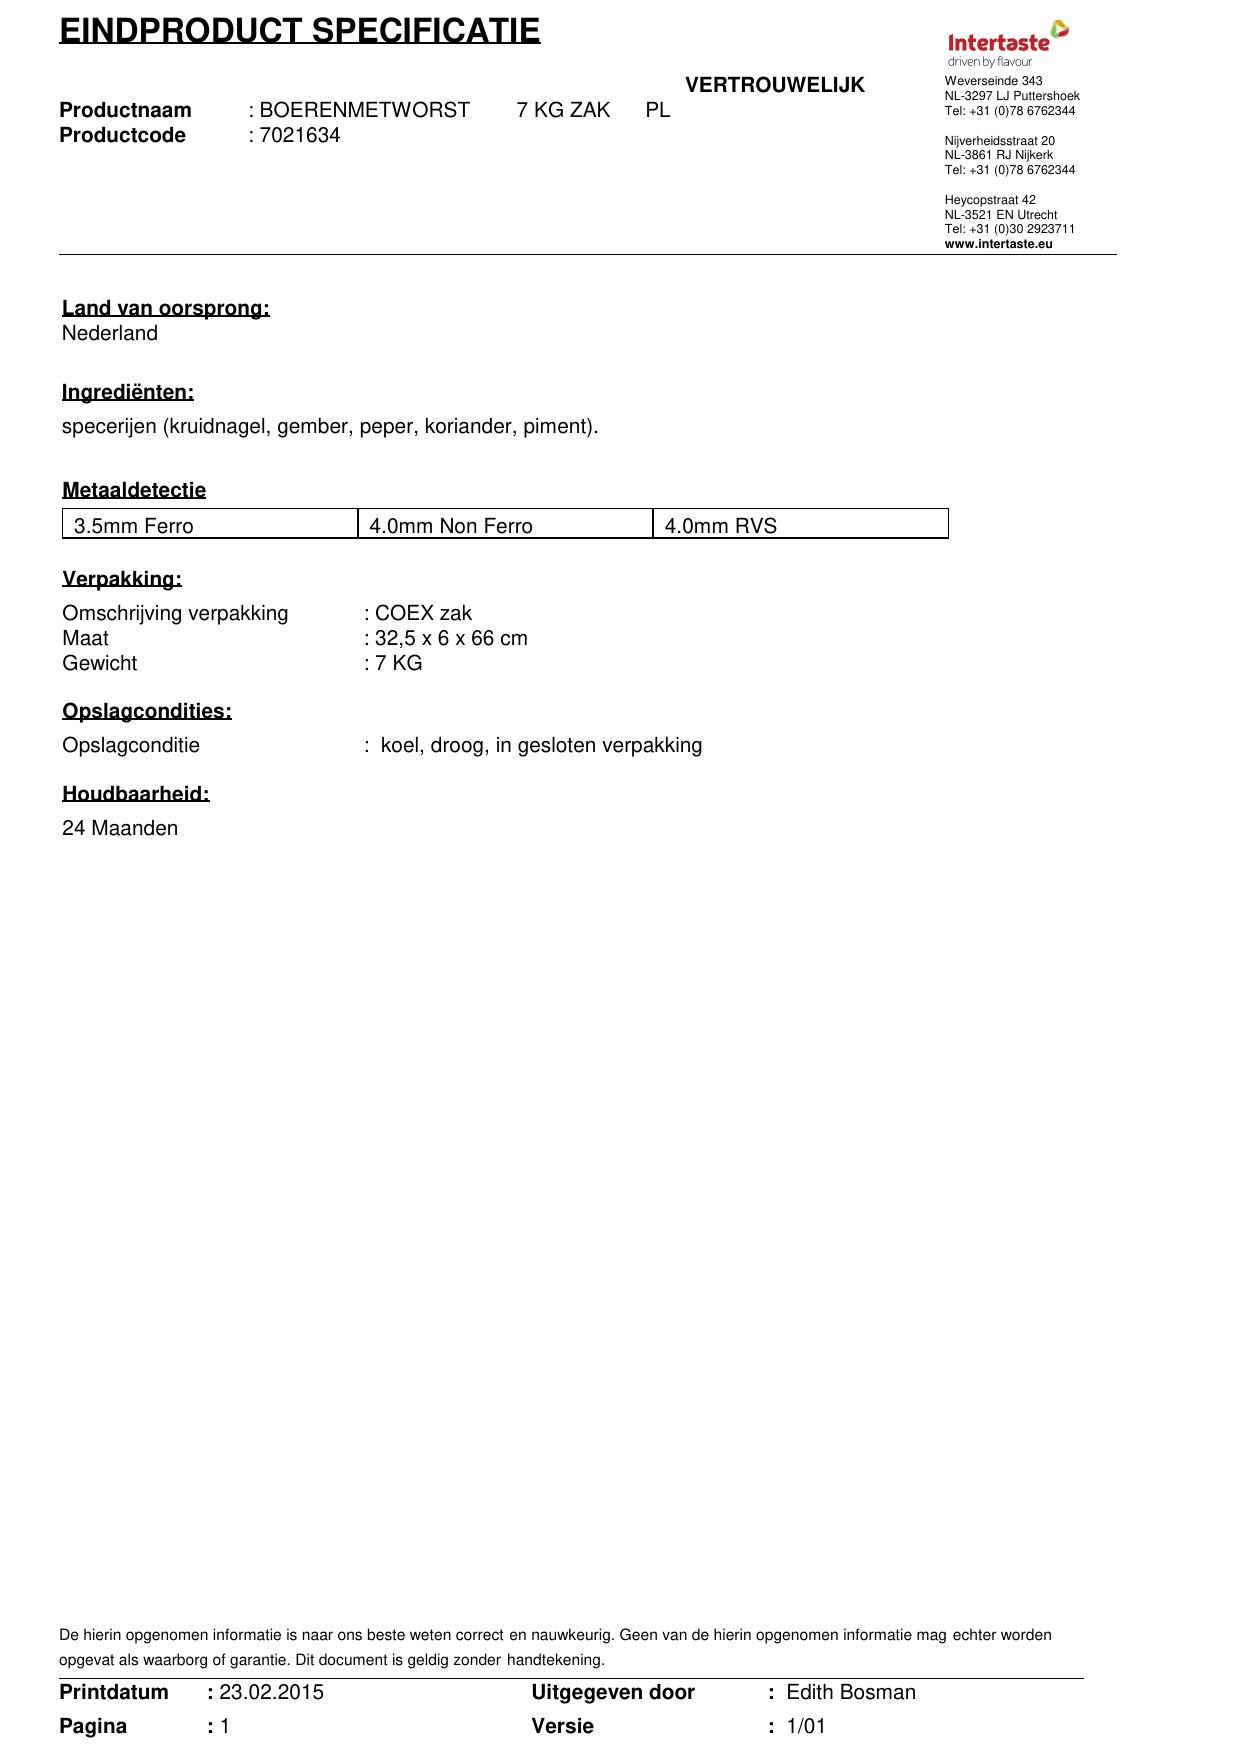 EINDPRODUCT SPECIFICATIE
Intertaste
driven by flavour
VERTROUWELIJK
Productnaam : BOERENMETWORST 7 KG ZAK PL
Productcode : 7021634
Weverseinde 343
NL-3297 LJ Puttershoek
Tel: +31 (0)78 6762344
Nijverheidsstraat 20
NL-3861 RJ Nijkerk
Tel: +31 (0)78 6762344
Heycopstraat 42
NL-3521 EN Utrecht
Tel: +31 (0)30 2923711
www.intertaste.eu
Land van oorsprong:
Nederland
Ingrediënten:
specerijen (kruidnagel, gember, peper, koriander, piment).
Metaaldetectie
3.5mm Ferro 4.0mm Non Ferro 4.0mm RVS
Verpakking:
Omschrijving verpakking : COEX zak
Maat : 32,5 x 6 x 66 cm
Gewicht : 7 KG
Opslagcondities:
Opslagconditie : koel, droog, in gesloten verpakking
Houdbaarheid:
24 Maanden
De hierin opgenomen informatie is naar ons beste weten correct en nauwkeurig. Geen van de hierin opgenomen informatie mag echter worden
opgevat als waarborg of garantie. Dit document is geldig zonder handtekening.
Printdatum : 23.02.2015 Uitgegeven door : Edith Bosman
Pagina : 1 Versie : 1/01